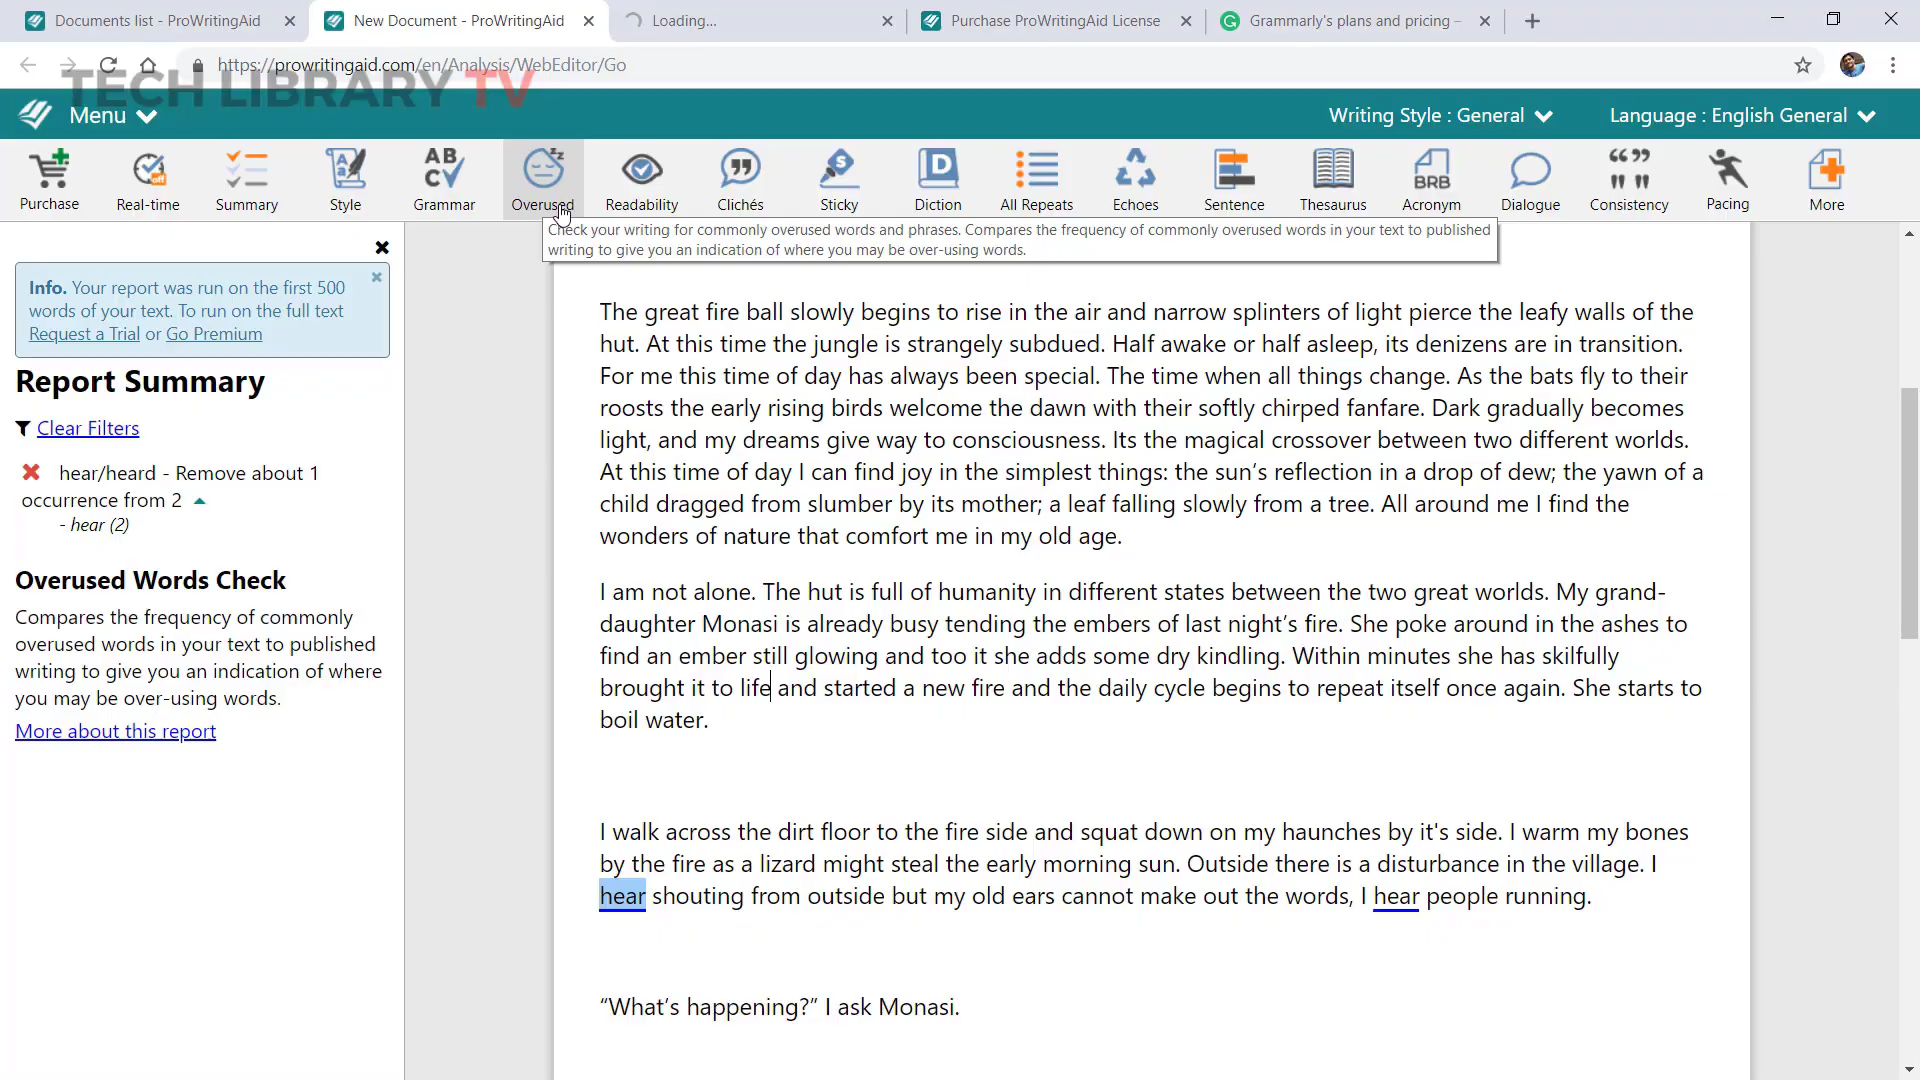 Documents list - ProWritingAid
New Document - ProWritingAid
Loading...
Purchase ProWritingAid License
Grammarly's plans and pricing –
https://prowritingaid.com/en/Analysis/WebEditor/Go
TECH LIBRARY TV
Menu
Writing Style : General
Language : English General
Purchase
Real-time
Summary
Style
Grammar
Overused
Readability
Clichés
Sticky
Diction
All Repeats
Echoes
Sentence
Thesaurus
Acronym
Dialogue
Consistency
Pacing
More
Check your writing for commonly overused words and phrases. Compares the frequency of commonly overused words in your text to published
writing to give you an indication of where you may be over-using words.
Info. Your report was run on the first 500
words of your text. To run on the full text
Request a Trial or Go Premium
Report Summary
Clear Filters
hear/heard - Remove about 1
occurrence from 2
- hear (2)
Overused Words Check
Compares the frequency of commonly
overused words in your text to published
writing to give you an indication of where
you may be over-using words.
More about this report
The great fire ball slowly begins to rise in the air and narrow splinters of light pierce the leafy walls of the
hut. At this time the jungle is strangely subdued. Half awake or half asleep, its denizens are in transition.
For me this time of day has always been special. The time when all things change. As the bats fly to their
roosts the early rising birds welcome the dawn with their softly chirped fanfare. Dark gradually becomes
light, and my dreams give way to consciousness. Its the magical crossover between two different worlds.
At this time of day I can find joy in the simplest things: the sun's reflection in a drop of dew; the yawn of a
child dragged from slumber by its mother; a leaf falling slowly from a tree. All around me I find the
wonders of nature that comfort me in my old age.
I am not alone. The hut is full of humanity in different states between the two great worlds. My grand-
daughter Monasi is already busy tending the embers of last night's fire. She poke around in the ashes to
find an ember still glowing and too it she adds some dry kindling. Within minutes she has skilfully
brought it to life and started a new fire and the daily cycle begins to repeat itself once again. She starts to
boil water.
I walk across the dirt floor to the fire side and squat down on my haunches by it's side. I warm my bones
by the fire as a lizard might steal the early morning sun. Outside there is a disturbance in the village. I
hear shouting from outside but my old ears cannot make out the words, I hear people running.
“What's happening?” I ask Monasi.